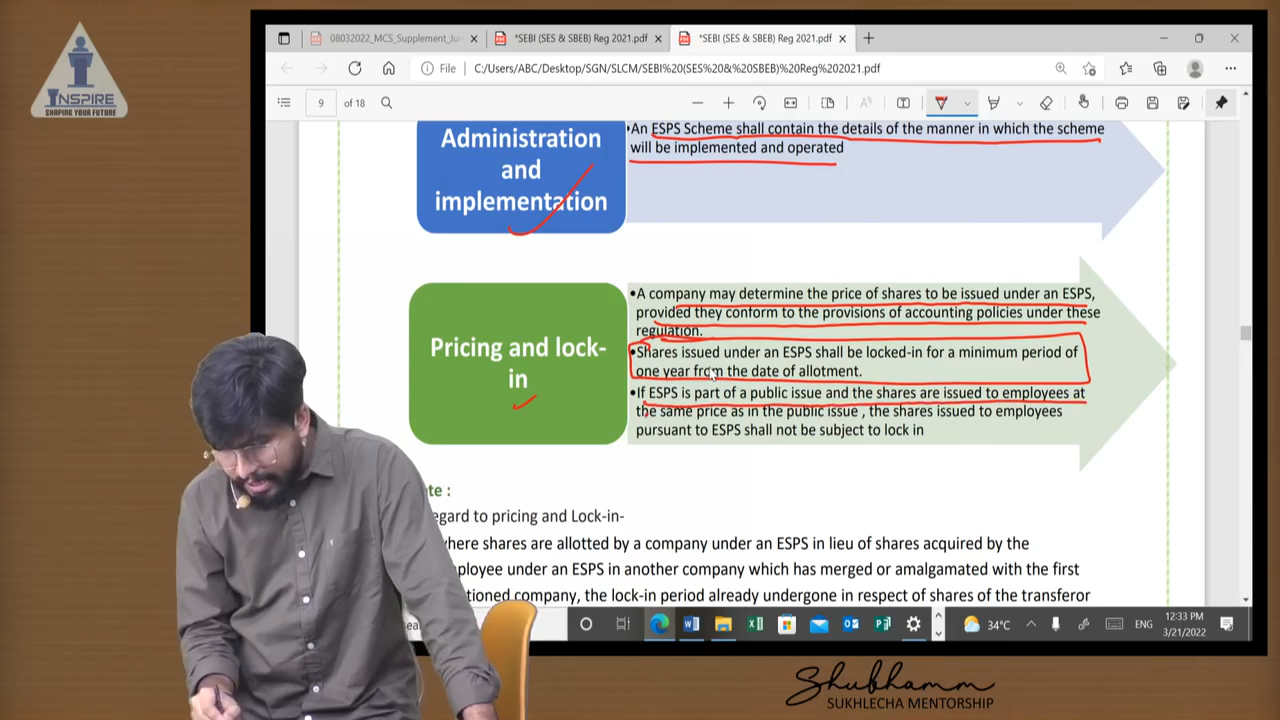 INSPIRE
SHAPING YOUR FUTURE
08032022_MCS_Supplement_Ju
*SEBI (SES & SBEB) Reg 2021.pdf
*SEBI (SES & SBEB) Reg 2021.pdf
File
C:/Users/ABC/Desktop/SGN/SLCM/SEBI%20(SES%20&%20SBEB)%20Reg%202021.pdf
9 of 18
Administration
and
implementation
•An ESPS Scheme shall contain the details of the manner in which the scheme
will be implemented and operated
Pricing and lock-
in
•A company may determine the price of shares to be issued under an ESPS,
provided they conform to the provisions of accounting policies under these
regulation.
•Shares issued under an ESPS shall be locked-in for a minimum period of
one year from the date of allotment.
•If ESPS is part of a public issue and the shares are issued to employees at
the same price as in the public issue , the shares issued to employees
pursuant to ESPS shall not be subject to lock in
te :
egard to pricing and Lock-in-
here shares are allotted by a company under an ESPS in lieu of shares acquired by the
ployee under an ESPS in another company which has merged or amalgamated with the first
tioned company, the lock-in period already undergone in respect of shares of the transferor
34°C
ENG
12:33 PM
3/21/2022
Shubhamm
SUKHLECHA MENTORSHIP